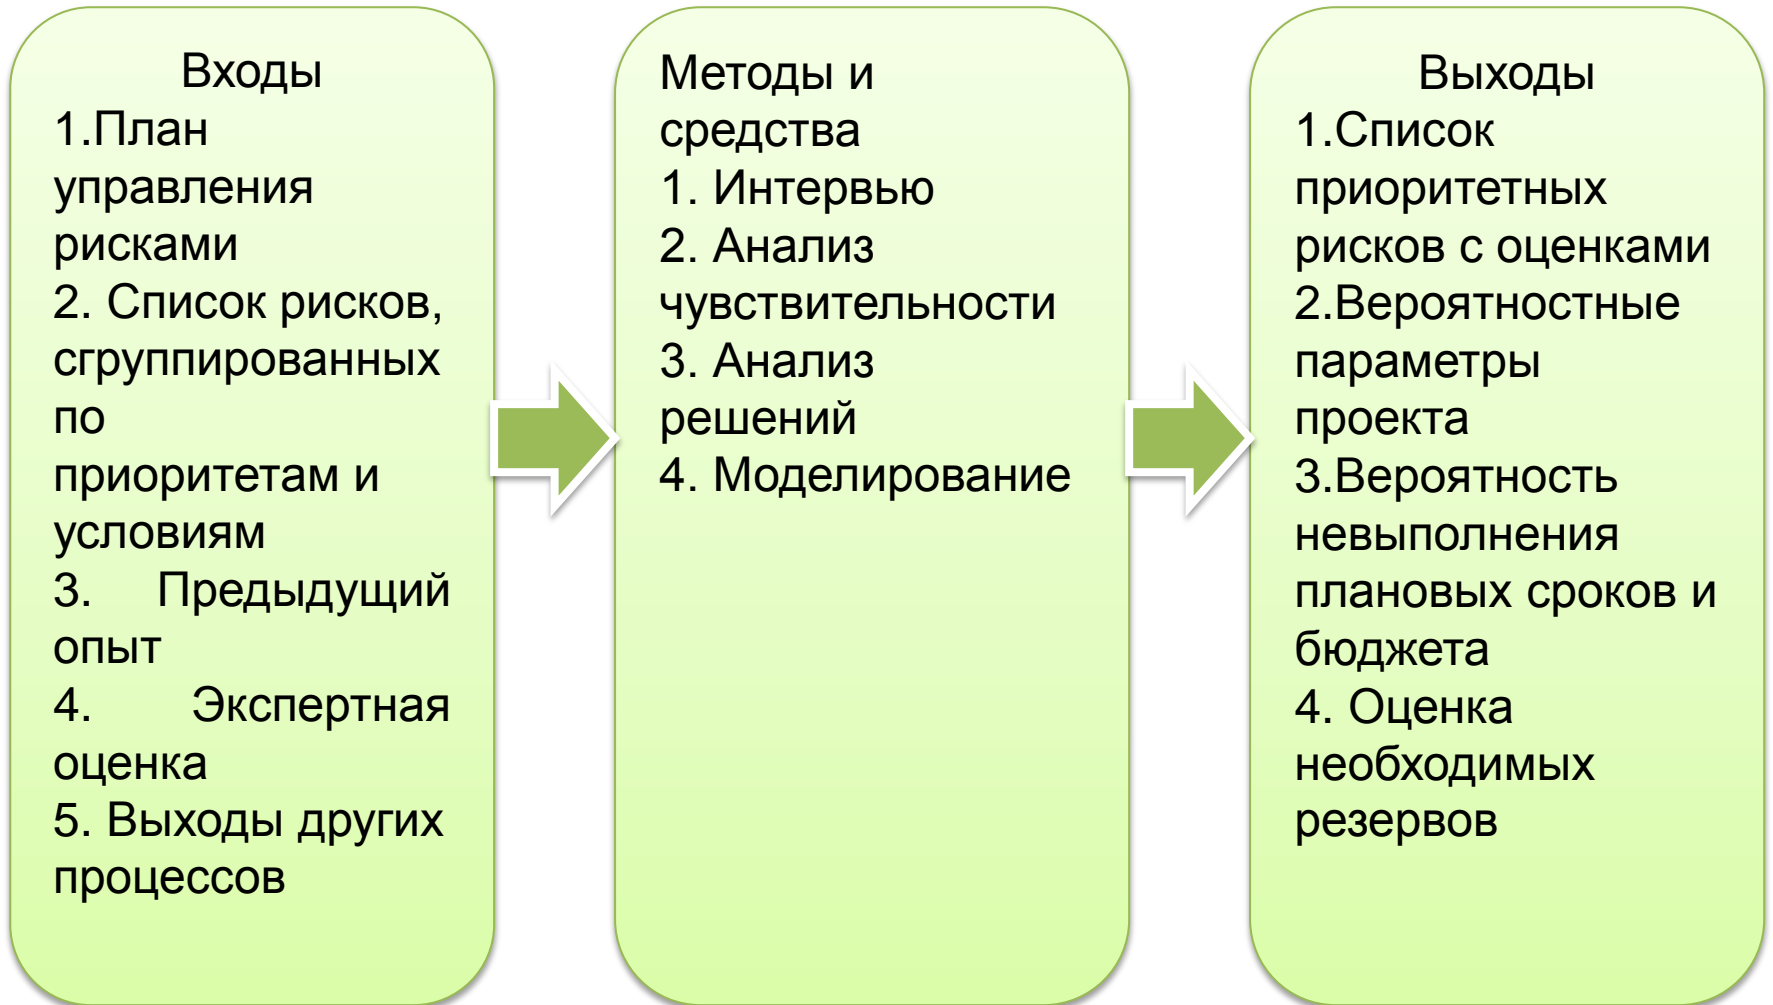 Входы
1.План
управления
рисками
2. Список рисков,
сгруппированных
по
приоритетам и
условиям
3. Предыдущий
опыт
4. Экспертная
оценка
5. Выходы других
процессов
Методы и
средства
1. Интервью
2. Анализ
чувствительности
3. Анализ
решений
4. Моделирование
Выходы
1.Список
приоритетных
рисков с оценками
2.Вероятностные
параметры
проекта
3.Вероятность
невыполнения
плановых сроков и
бюджета
4. Оценка
необходимых
резервов